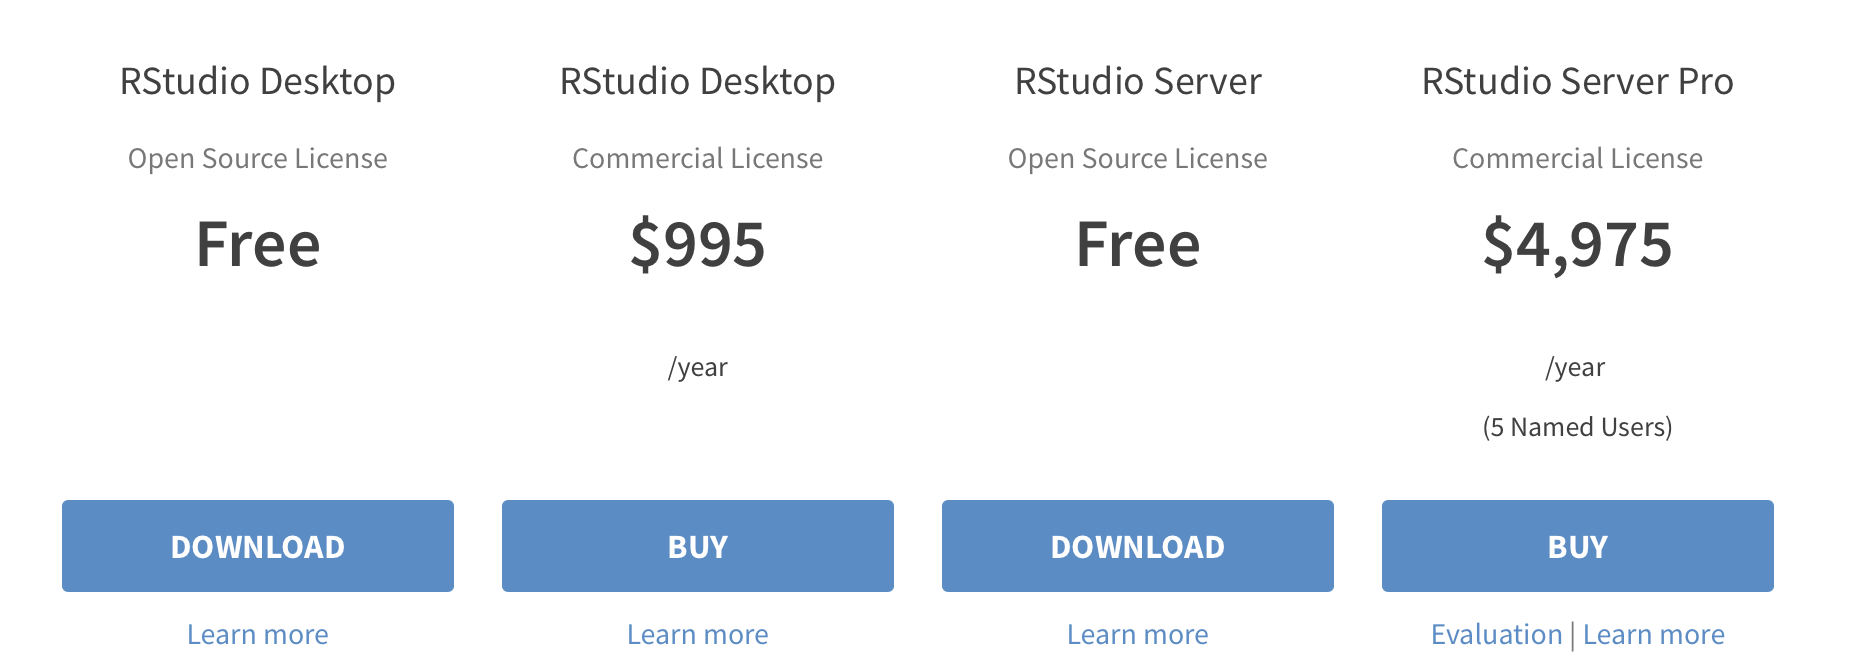 RStudio Desktop
Open Source License
Free
DOWNLOAD
Learn more
RStudio Desktop
Commercial License
$995
/year
BUY
Learn more
RStudio Server
Open Source License
Free
DOWNLOAD
Learn more
RStudio Server Pro
Commercial License
$4,975
/year
(5 Named Users)
BUY
Evaluation | Learn more